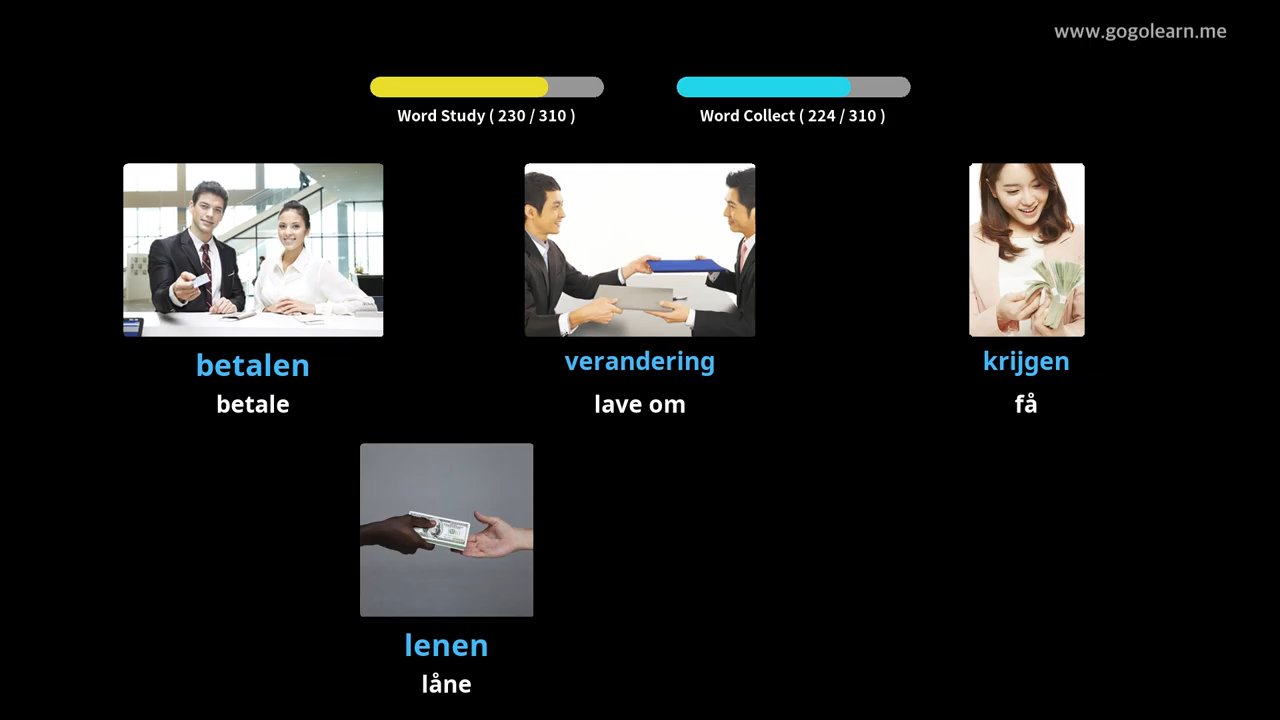 www.gogolearn.me
Word Study ( 230 / 310 )
Word Collect ( 224 / 310 )
betalen
betale
verandering
lave om
krijgen
få
lenen
låne